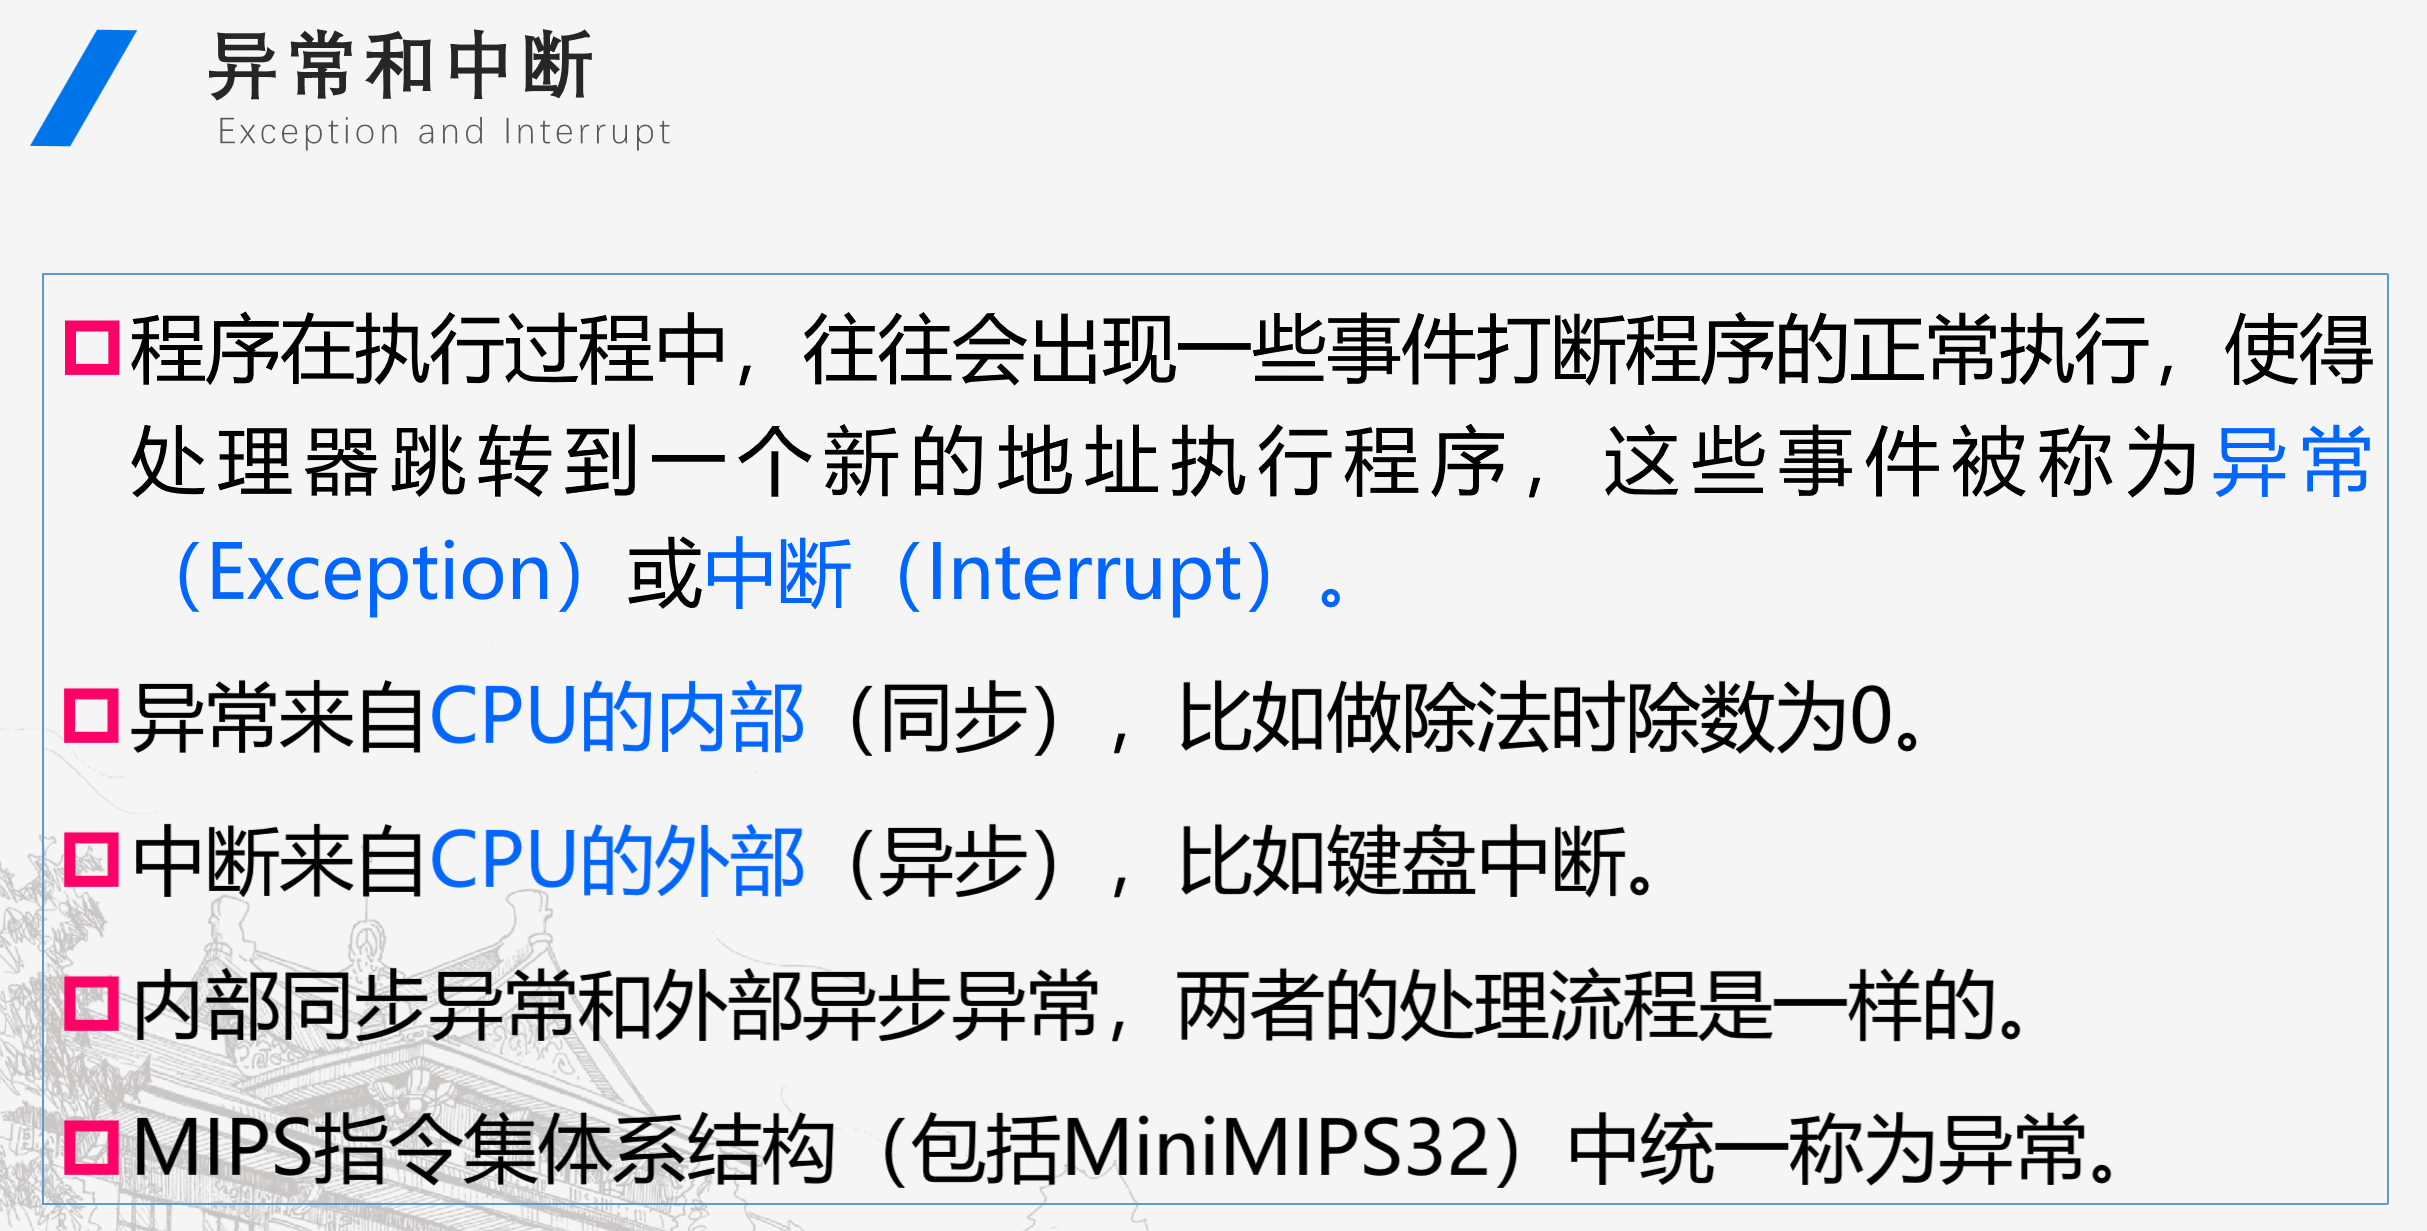 异常和中断
Exception and Interrupt
程序在执行过程中，往往会出现一些事件打断程序的正常执行，使得
处理器跳转到一个新的地址执行程序，这些事件被称为异常
（Exception）或中断（Interrupt）。
异常来自CPU的内部（同步），比如做除法时除数为0。
中断来自CPU的外部（异步），比如键盘中断。
内部同步异常和外部异步异常，两者的处理流程是一样的。
MIPS指令集体系结构（包括MiniMIPS32）中统一称为异常。